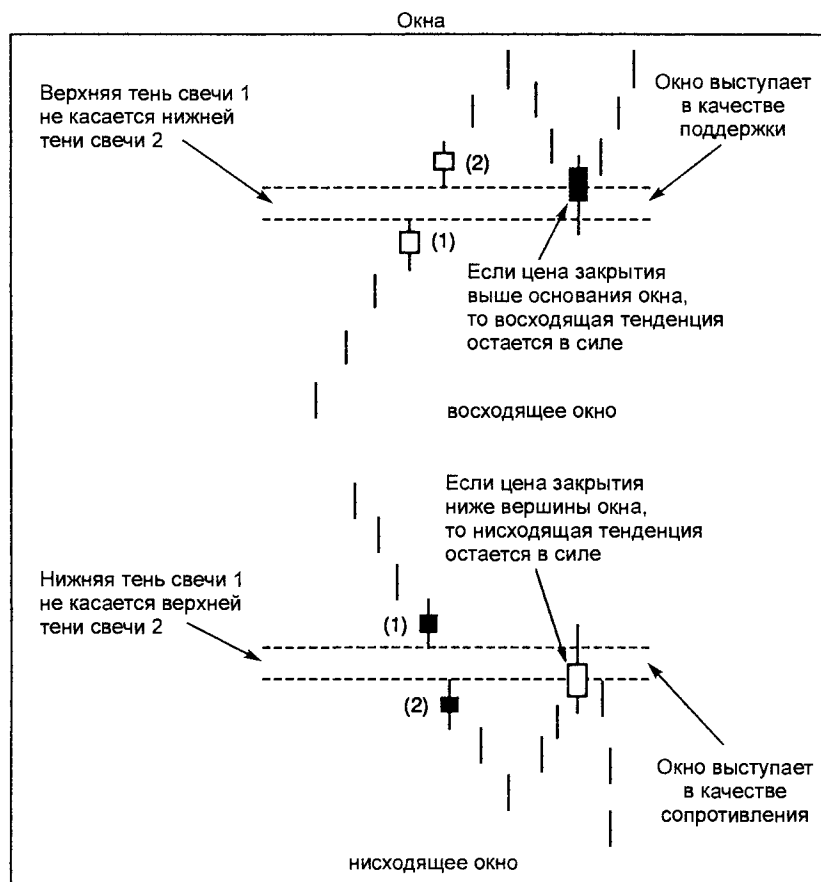 Окна
Верхняя тень свечи 1
не касается нижней
тени свечи 2
Окно выступает
в качестве
поддержки
(2)
(1)
Если цена закрытия
выше основания окна,
то восходящая тенденция
остается в силе
восходящее окно
Если цена закрытия
ниже вершины окна,
то нисходящая тенденция
остается в силе
Нижняя тень свечи 1
не касается верхней
тени свечи 2
(1)
(2)
Окно выступает
в качестве
сопротивления
нисходящее окно